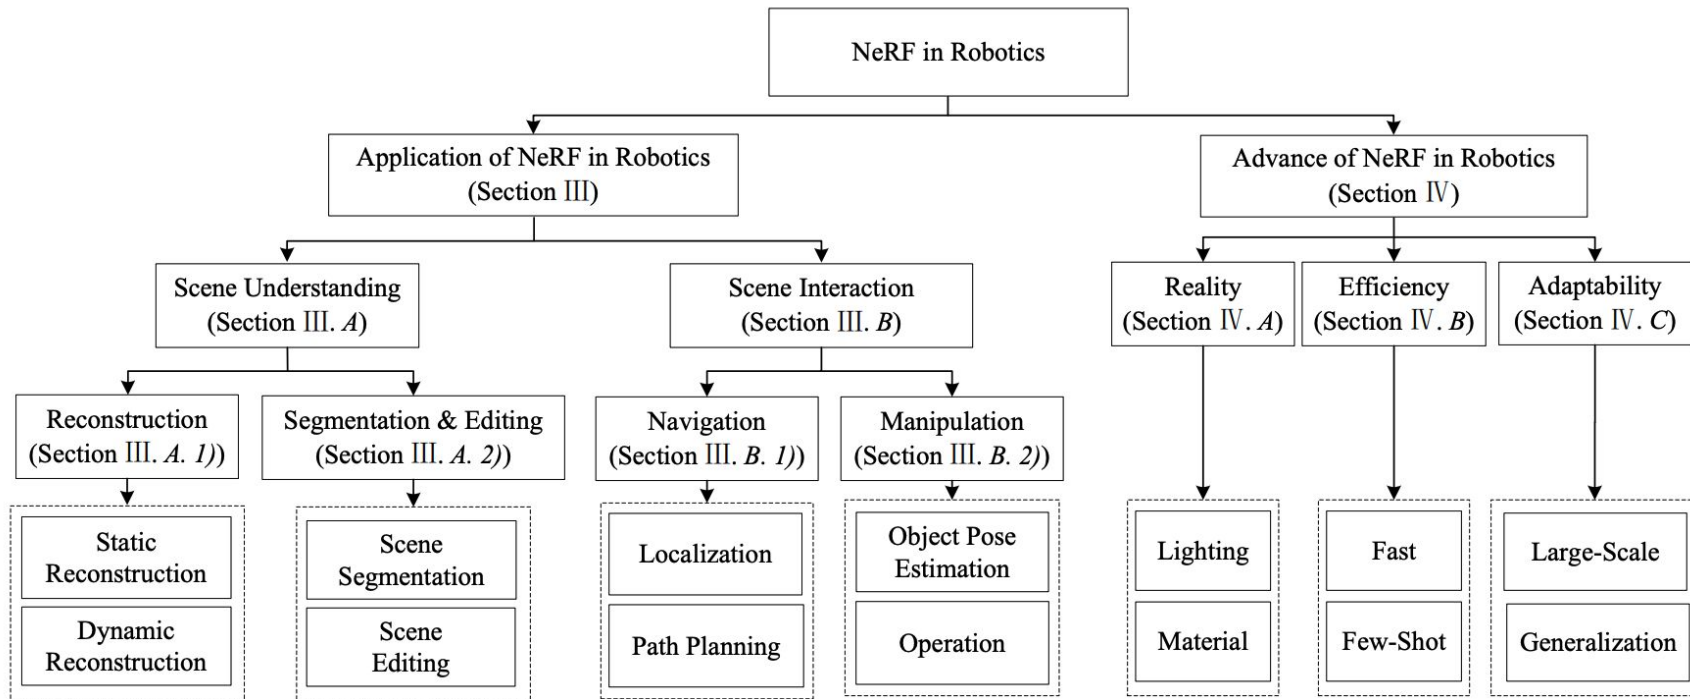 NeRF in Robotics
Application of NeRF in Robotics
(Section III)
Advance of NeRF in Robotics
(Section IV)
Scene Understanding
(Section III. A)
Scene Interaction
(Section III. B)
Reality
(Section IV. A)
Efficiency
(Section IV. B)
Adaptability
(Section IV. C)
Reconstruction
(Section III. A. 1))
Segmentation & Editing
(Section III. A. 2))
Navigation
(Section III. B. 1))
Manipulation
(Section III. B. 2))
Static
Reconstruction
Dynamic
Reconstruction
Scene
Segmentation
Scene
Editing
Localization
Path Planning
Object Pose
Estimation
Operation
Lighting
Material
Fast
Few-Shot
Large-Scale
Generalization